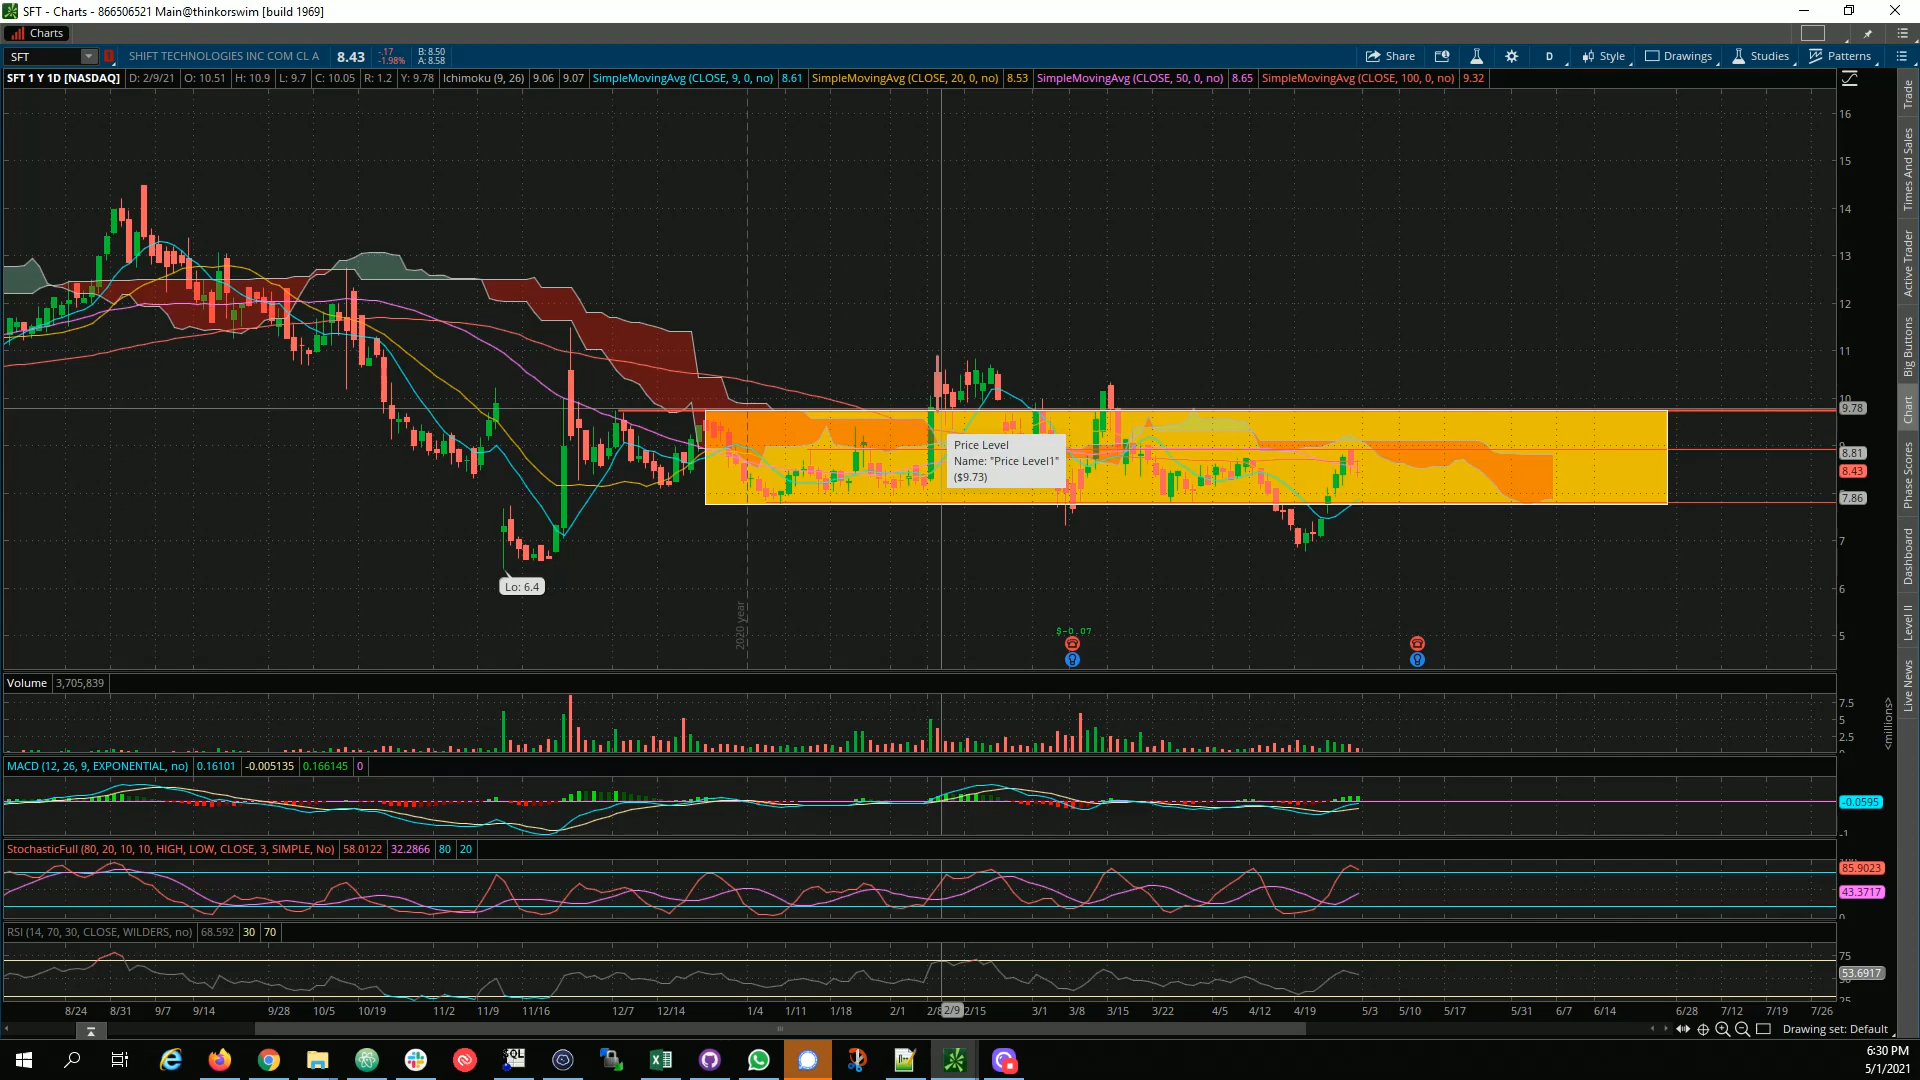 SFT - Charts - 866506521 Main@thinkorswim [build 1969]
Charts
SFT SHIFT TECHNOLOGIES INC COM CL A 8.43 -.17 -1.98% B: 8.50 A: 8.58 Share D Style Drawings Studies Patterns
SFT 1 Y 1D [NASDAQ] D: 2/9/21 O: 10.51 H: 10.9 L: 9.7 C: 10.05 R: 1.2 Y: 9.78 Ichimoku (9, 26) 9.06 9.07 SimpleMovingAvg (CLOSE, 9, 0, no) 8.61 SimpleMovingAvg (CLOSE, 20, 0, no) 8.53 SimpleMovingAvg (CLOSE, 50, 0, no) 8.65 SimpleMovingAvg (CLOSE, 100, 0, no) 9.32
16
15
14
13
12
11
10
9.78
9
8.81
8.43
7.86
7
6
5
Price Level
Name: "Price Level1"
($9.73)
Lo: 6.4
2020 year
$-0.07
Volume 3,705,839
7.5
5
2.5
<millions>
MACD (12, 26, 9, EXPONENTIAL, no) 0.16101 -0.005135 0.166145 0
-0.0595
-1
StochasticFull (80, 20, 10, 10, HIGH, LOW, CLOSE, 3, SIMPLE, No) 58.0122 32.2866 80 20
85.9023
43.3717
0
RSI (14, 70, 30, CLOSE, WILDERS, no) 68.592 30 70
75
53.6917
25
8/24 8/31 9/7 9/14 9/28 10/5 10/19 11/2 11/9 11/16 12/7 12/14 1/4 1/11 1/18 2/1 2/8 2/9 2/15 3/1 3/8 3/15 3/22 4/5 4/12 4/19 5/3 5/10 5/17 5/31 6/7 6/14 6/28 7/12 7/19 7/26
Drawing set: Default
Trade
Times And Sales
Active Trader
Big Buttons
Chart
Phase Scores
Dashboard
Level II
Live News
SQL
6:30 PM
5/1/2021